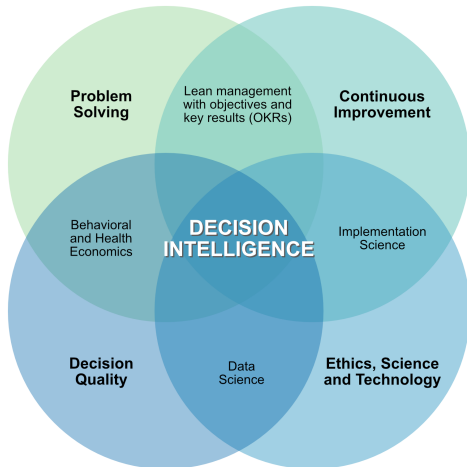 Problem
Solving
Lean management
with objectives and
key results (OKRs)
Continuous
Improvement
Behavioral
and Health
Economics
DECISION
INTELLIGENCE
Implementation
Science
Decision
Quality
Data
Science
Ethics, Science
and Technology